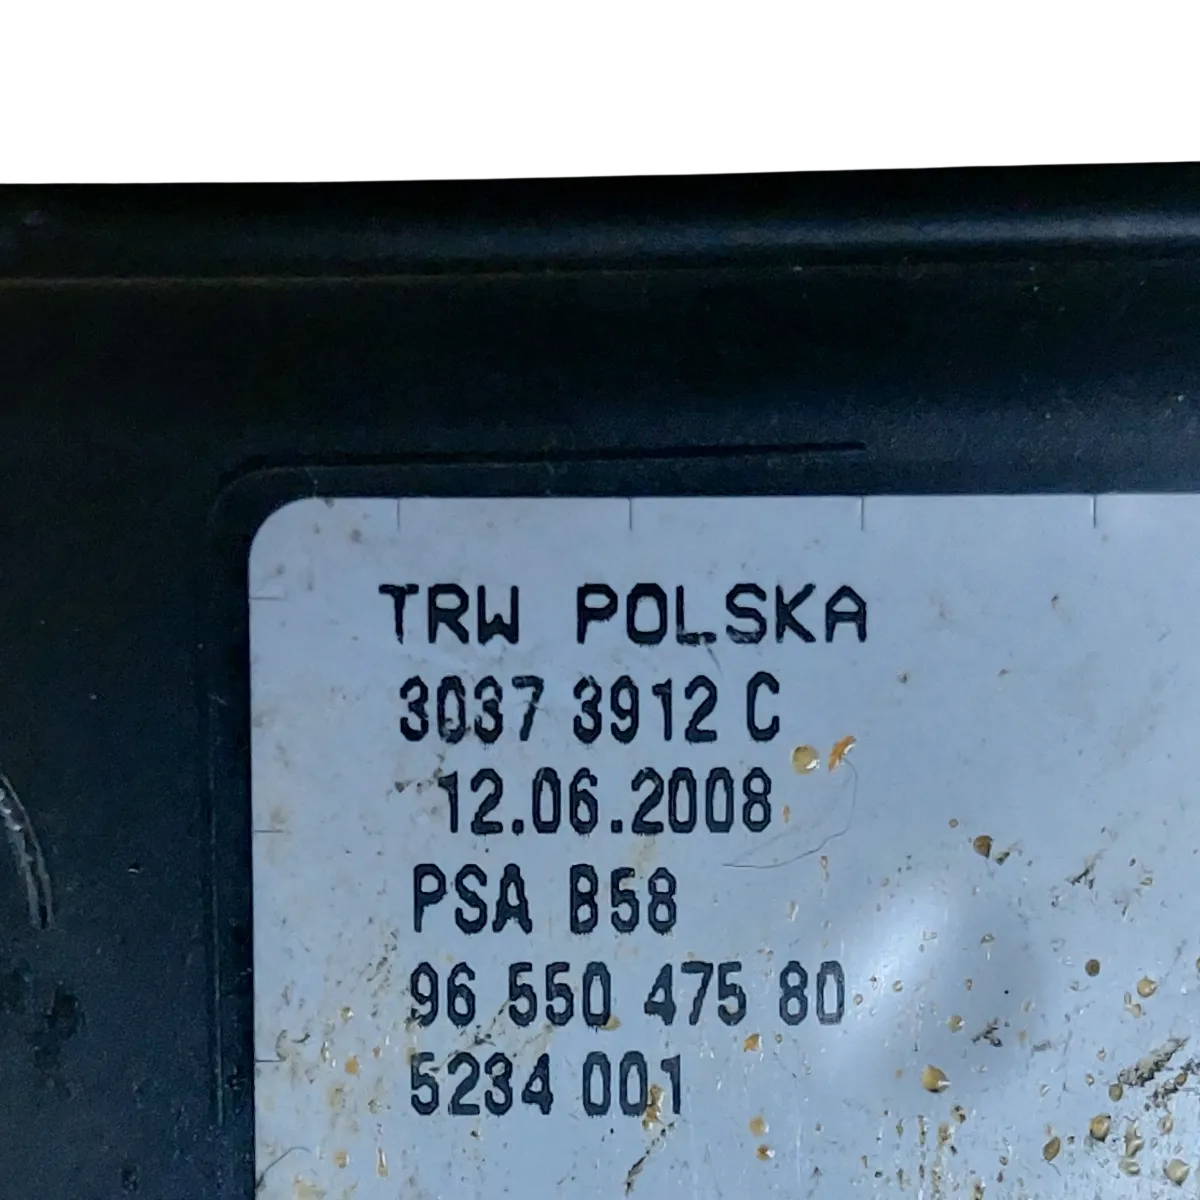 TRW POLSKA
3037 3912 C
12.06.2008
PSA B58
96 550 475 80
5234 001